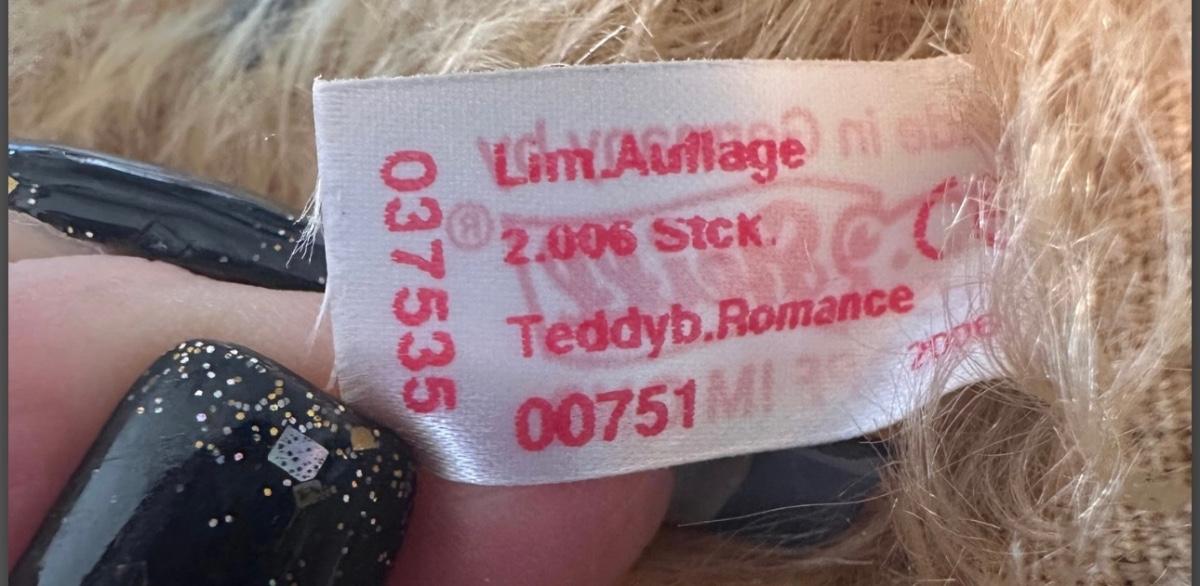 Lim.Auflage
2.006 Stck.
Teddyb.Romance
00751
037535
®